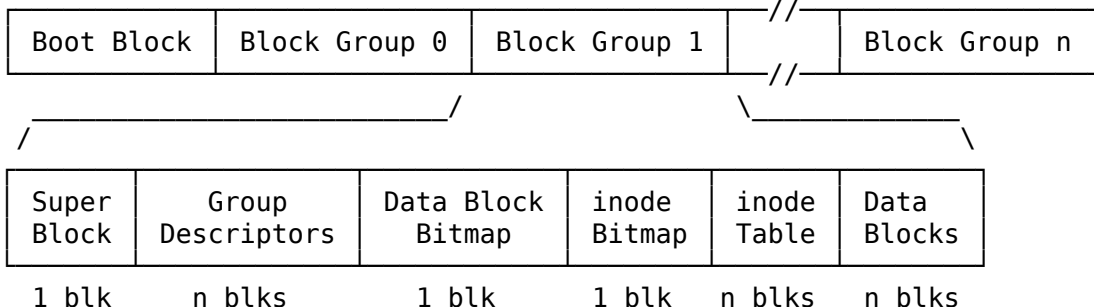 Boot Block Block Group 0 Block Group 1 Block Group n
Super Group Data Block inode inode Data
Block Descriptors Bitmap Bitmap Table Blocks
1 blk n blks 1 blk 1 blk n blks n blks